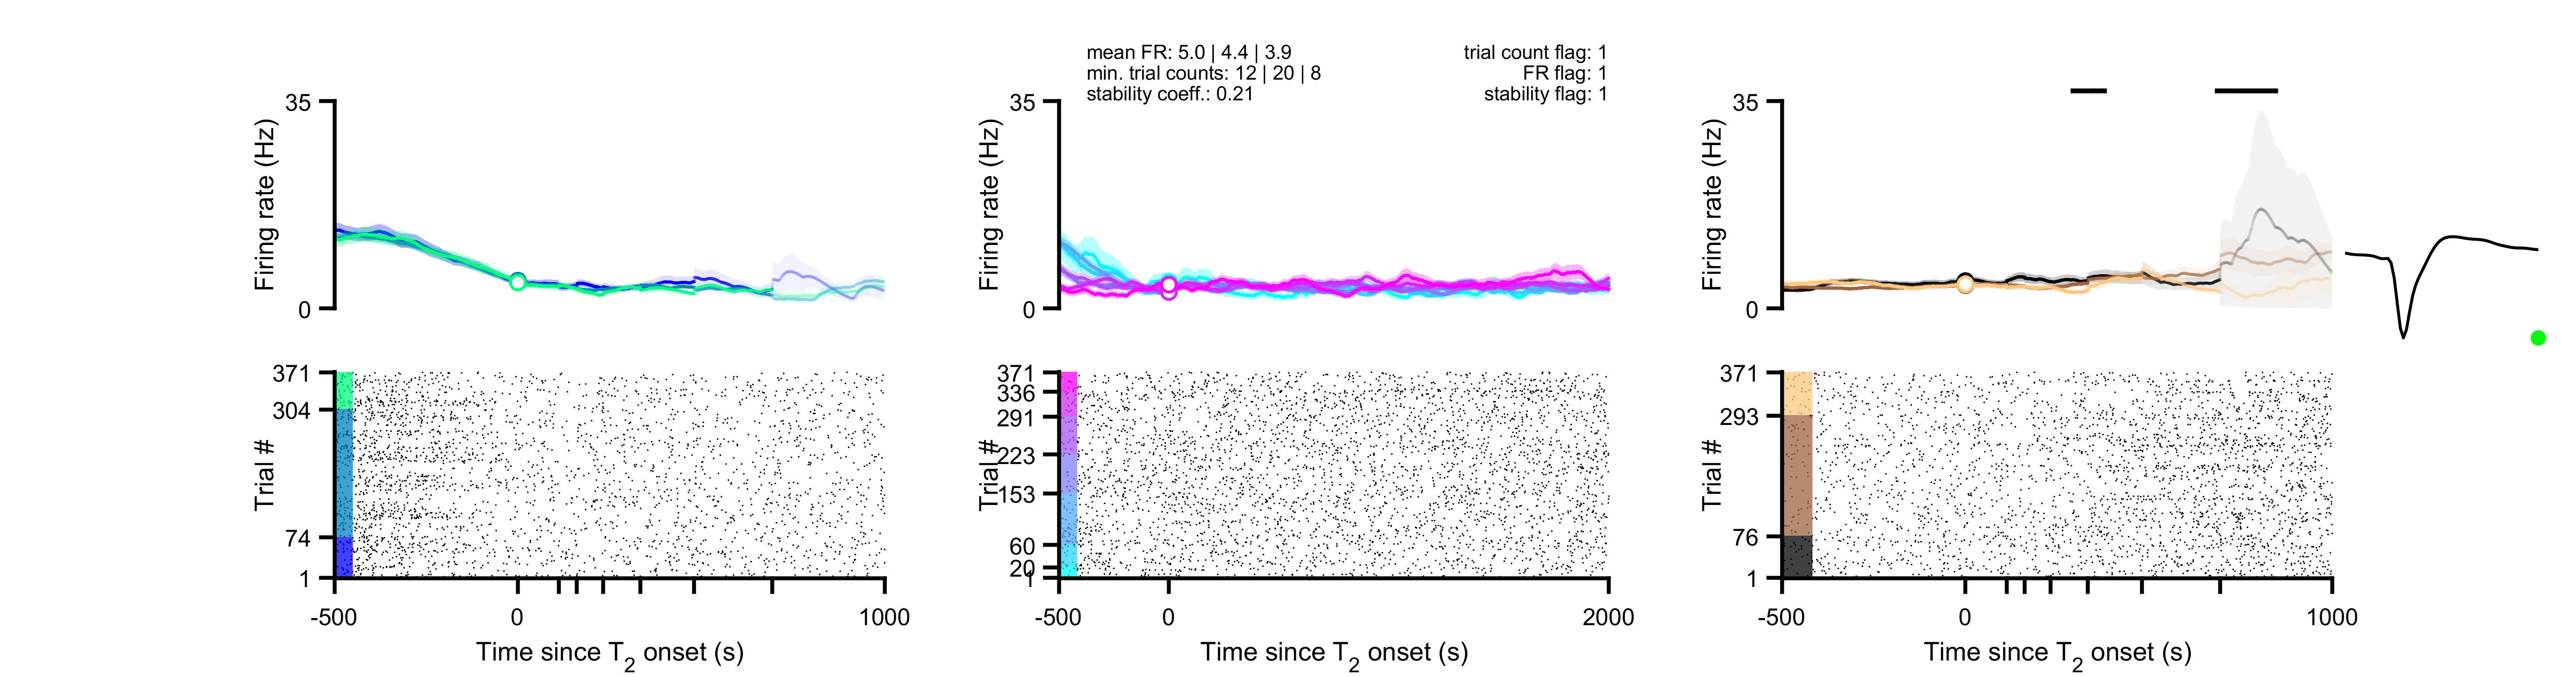 mean FR: 5.0 | 4.4 | 3.9
min. trial counts: 12 | 20 | 8
stability coeff.: 0.21
trial count flag: 1
FR flag: 1
stability flag: 1
35
0
Firing rate (Hz)
371
304
74
1
Trial #
-500
0
1000
Time since T2 onset (s)
35
0
Firing rate (Hz)
371
336
291
223
153
60
20
1
Trial #
-500
0
2000
Time since T2 onset (s)
35
0
Firing rate (Hz)
371
293
76
1
Trial #
-500
0
1000
Time since T2 onset (s)